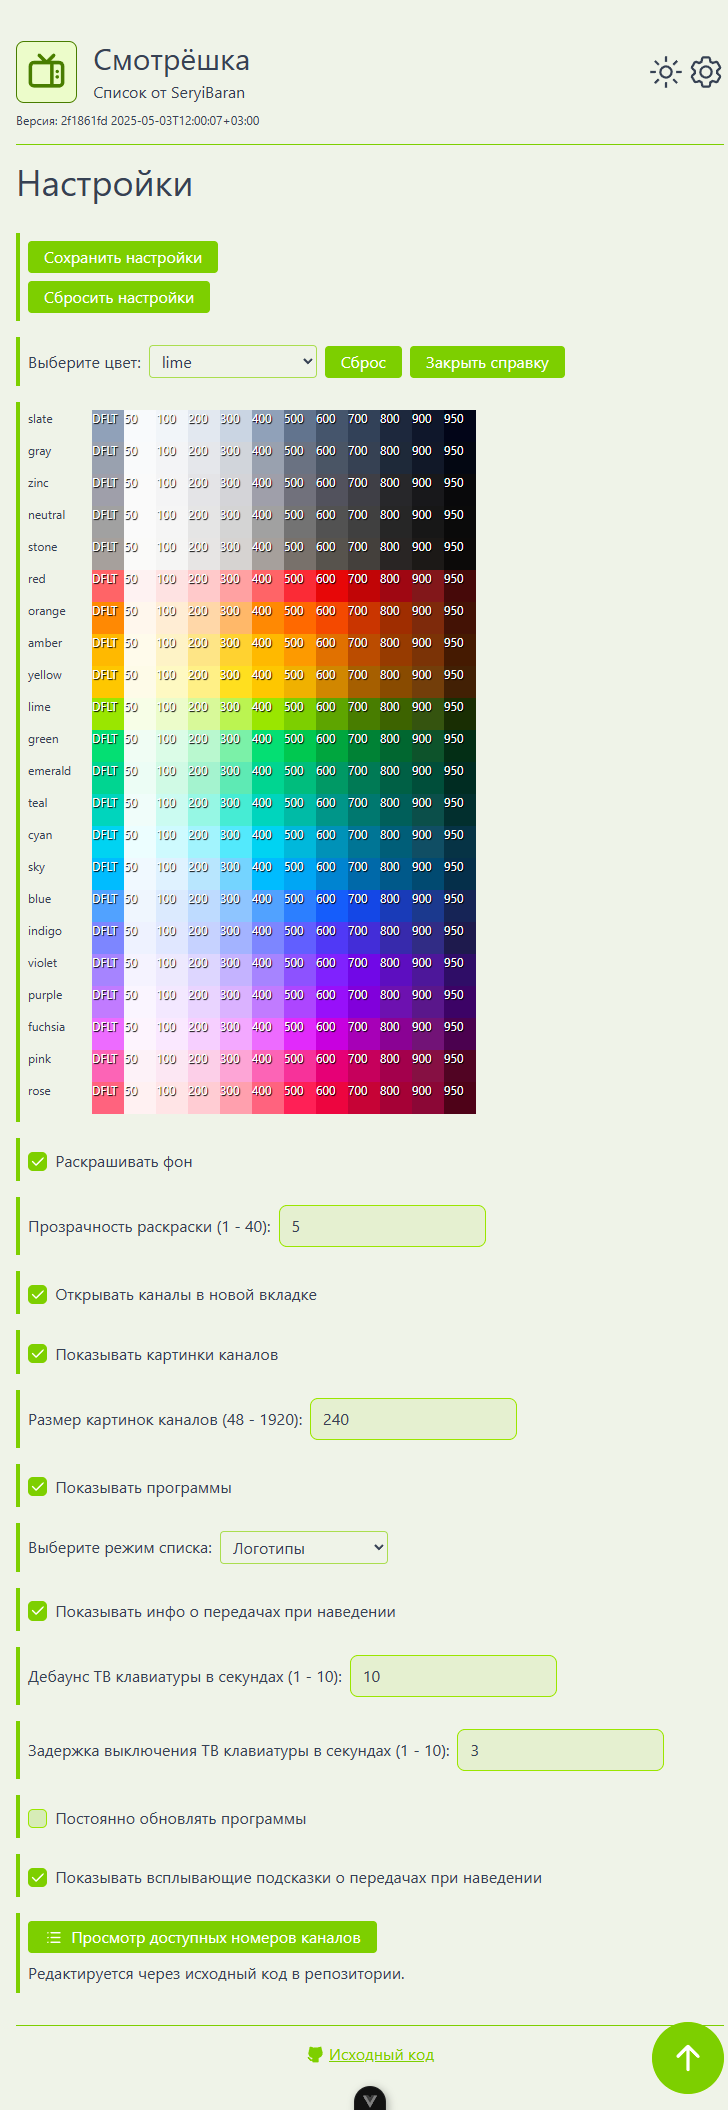 Смотрёшка
Список от SeryiBaran
Версия: 2f1861fd 2025-05-03T12:00:07+03:00
Настройки
Сохранить настройки
Сбросить настройки
Выберите цвет: lime Сброс Закрыть справку
slate DFLT 50 100 200 300 400 500 600 700 800 900 950
gray DFLT 50 100 200 300 400 500 600 700 800 900 950
zinc DFLT 50 100 200 300 400 500 600 700 800 900 950
neutral DFLT 50 100 200 300 400 500 600 700 800 900 950
stone DFLT 50 100 200 300 400 500 600 700 800 900 950
red DFLT 50 100 200 300 400 500 600 700 800 900 950
orange DFLT 50 100 200 300 400 500 600 700 800 900 950
amber DFLT 50 100 200 300 400 500 600 700 800 900 950
yellow DFLT 50 100 200 300 400 500 600 700 800 900 950
lime DFLT 50 100 200 300 400 500 600 700 800 900 950
green DFLT 50 100 200 300 400 500 600 700 800 900 950
emerald DFLT 50 100 200 300 400 500 600 700 800 900 950
teal DFLT 50 100 200 300 400 500 600 700 800 900 950
cyan DFLT 50 100 200 300 400 500 600 700 800 900 950
sky DFLT 50 100 200 300 400 500 600 700 800 900 950
blue DFLT 50 100 200 300 400 500 600 700 800 900 950
indigo DFLT 50 100 200 300 400 500 600 700 800 900 950
violet DFLT 50 100 200 300 400 500 600 700 800 900 950
purple DFLT 50 100 200 300 400 500 600 700 800 900 950
fuchsia DFLT 50 100 200 300 400 500 600 700 800 900 950
pink DFLT 50 100 200 300 400 500 600 700 800 900 950
rose DFLT 50 100 200 300 400 500 600 700 800 900 950
Раскрашивать фон
Прозрачность раскраски (1 - 40): 5
Открывать каналы в новой вкладке
Показывать картинки каналов
Размер картинок каналов (48 - 1920): 240
Показывать программы
Выберите режим списка: Логотипы
Показывать инфо о передачах при наведении
Дебаунс ТВ клавиатуры в секундах (1 - 10): 10
Задержка выключения ТВ клавиатуры в секундах (1 - 10): 3
Постоянно обновлять программы
Показывать всплывающие подсказки о передачах при наведении
Просмотр доступных номеров каналов
Редактируется через исходный код в репозитории.
Исходный код